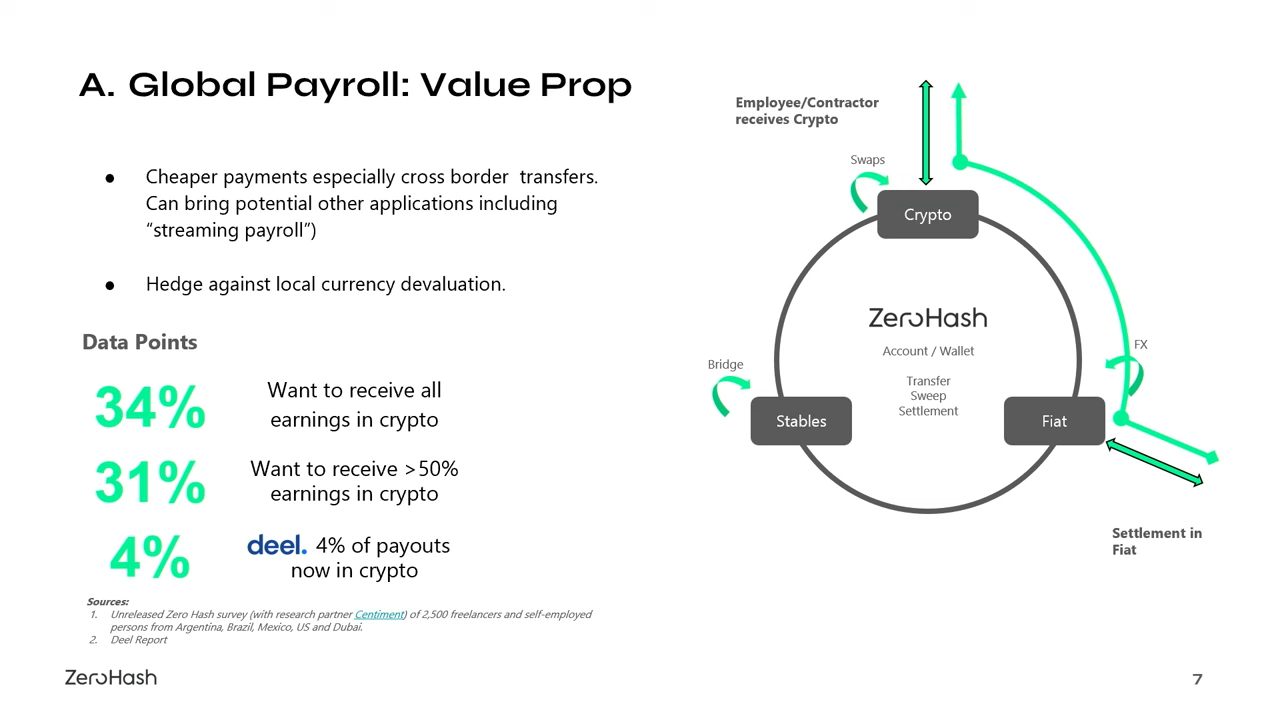 A. Global Payroll: Value Prop
● Cheaper payments especially cross border transfers.
Can bring potential other applications including
“streaming payroll”)
● Hedge against local currency devaluation.
Data Points
34%
Want to receive all
earnings in crypto
31%
Want to receive >50%
earnings in crypto
4%
deel. 4% of payouts
now in crypto
Sources:
1. Unreleased Zero Hash survey (with research partner Centiment) of 2,500 freelancers and self-employed
persons from Argentina, Brazil, Mexico, US and Dubai.
2. Deel Report
Employee/Contractor
receives Crypto
Swaps
Crypto
ZeroHash
Account / Wallet
Transfer
Sweep
Settlement
FX
Bridge
Stables
Fiat
Settlement in
Fiat
ZeroHash
7